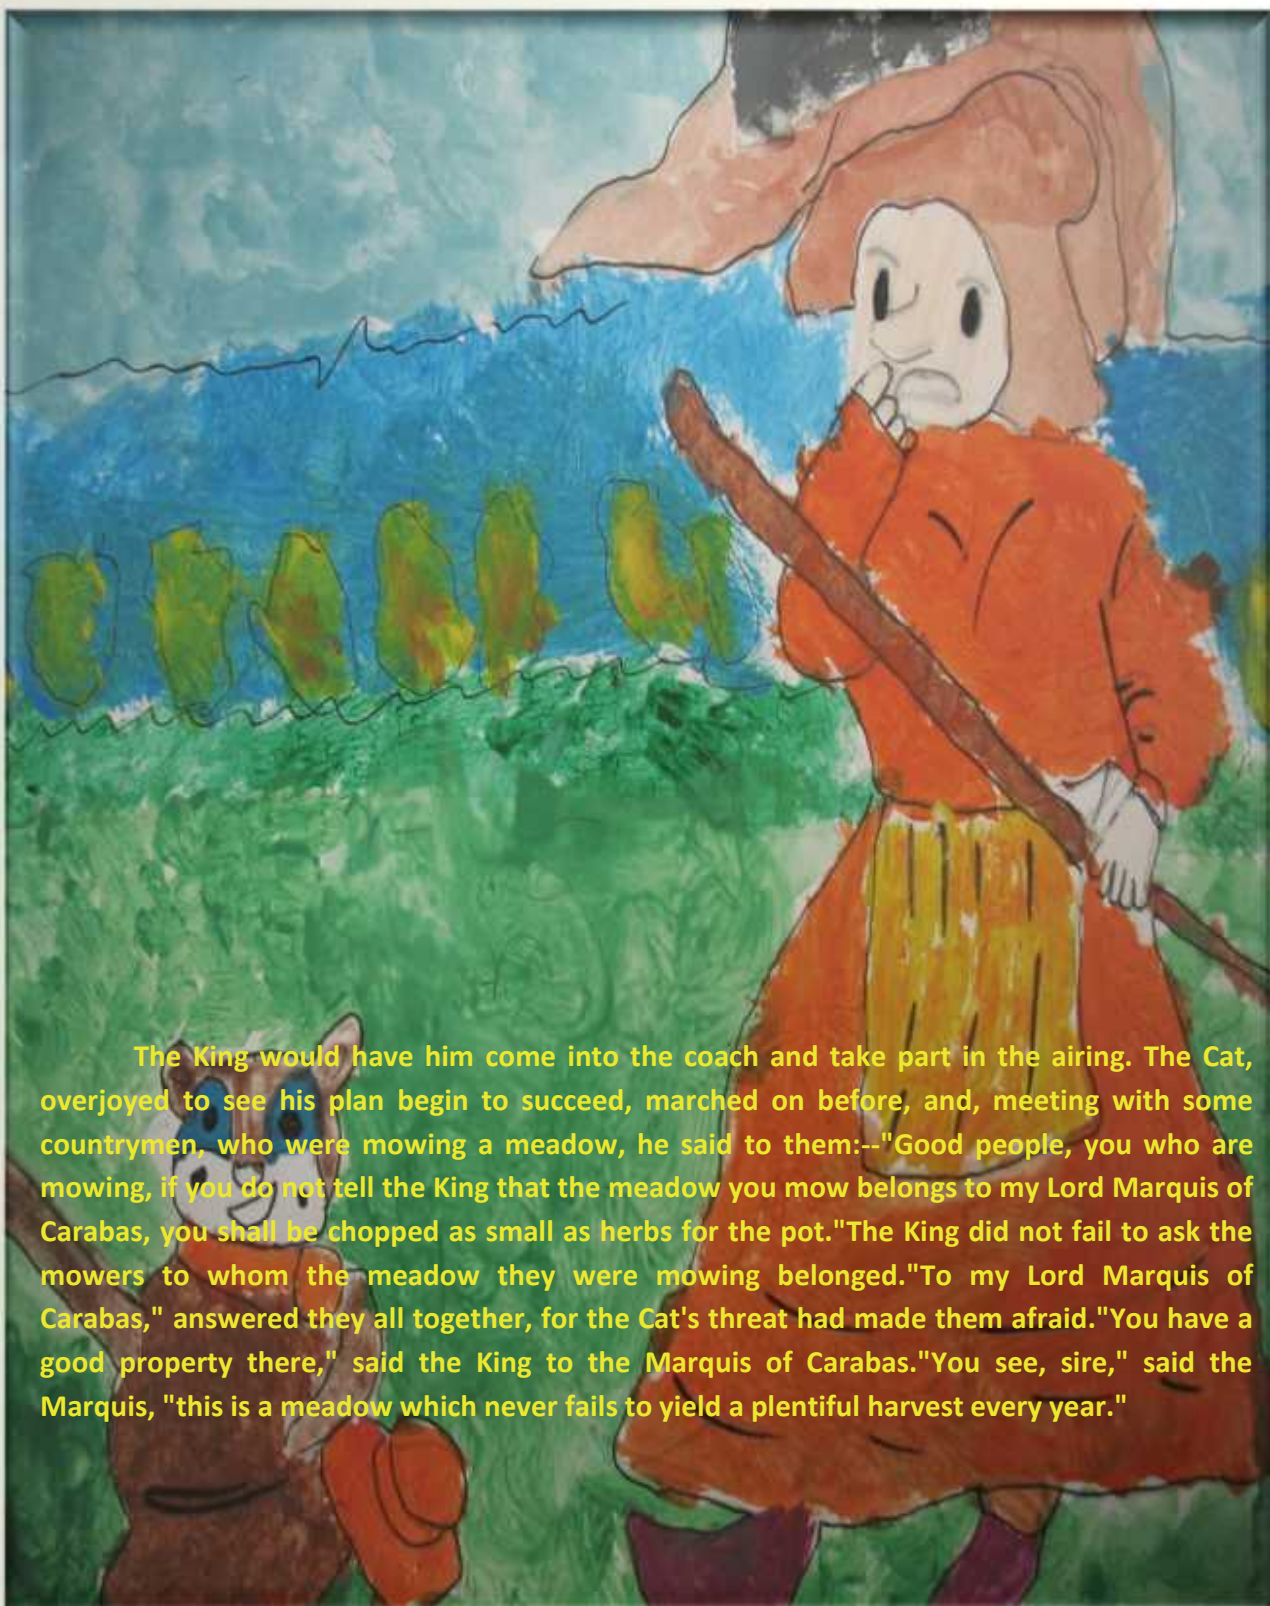 The King would have him come into the coach and take part in the airing. The Cat,
overjoyed to see his plan begin to succeed, marched on before, and, meeting with some
countrymen, who were mowing a meadow, he said to them:--"Good people, you who are
mowing, if you do not tell the King that the meadow you mow belongs to my Lord Marquis of
Carabas, you shall be chopped as small as herbs for the pot."The King did not fail to ask the
mowers to whom the meadow they were mowing belonged."To my Lord Marquis of
Carabas," answered they all together, for the Cat's threat had made them afraid."You have a
good property there," said the King to the Marquis of Carabas."You see, sire," said the
Marquis, "this is a meadow which never fails to yield a plentiful harvest every year."